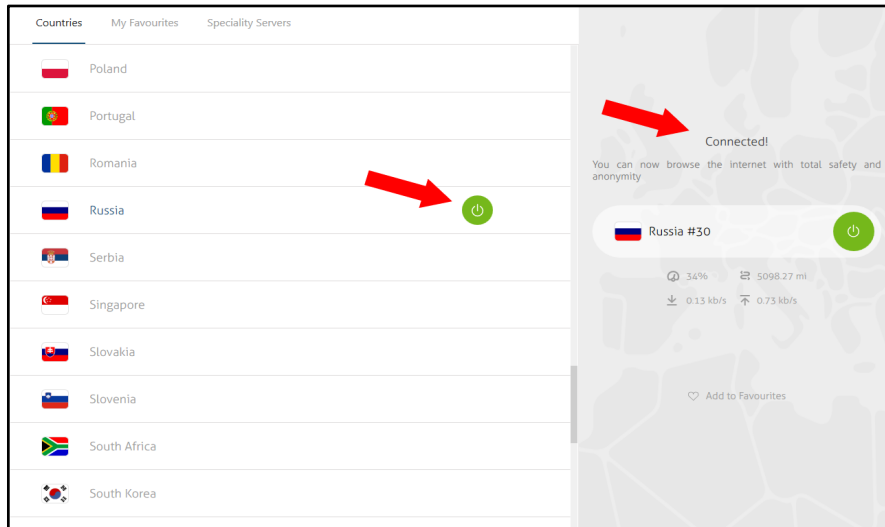 Countries My Favourites Speciality Servers
Poland
Portugal
Romania
Russia
Serbia
Singapore
Slovakia
Slovenia
South Africa
South Korea
Connected!
You can now browse the internet with total safety and
anonymity
Russia #30
34% 5098.27 mi
0.13 kb/s 0.73 kb/s
Add to Favourites